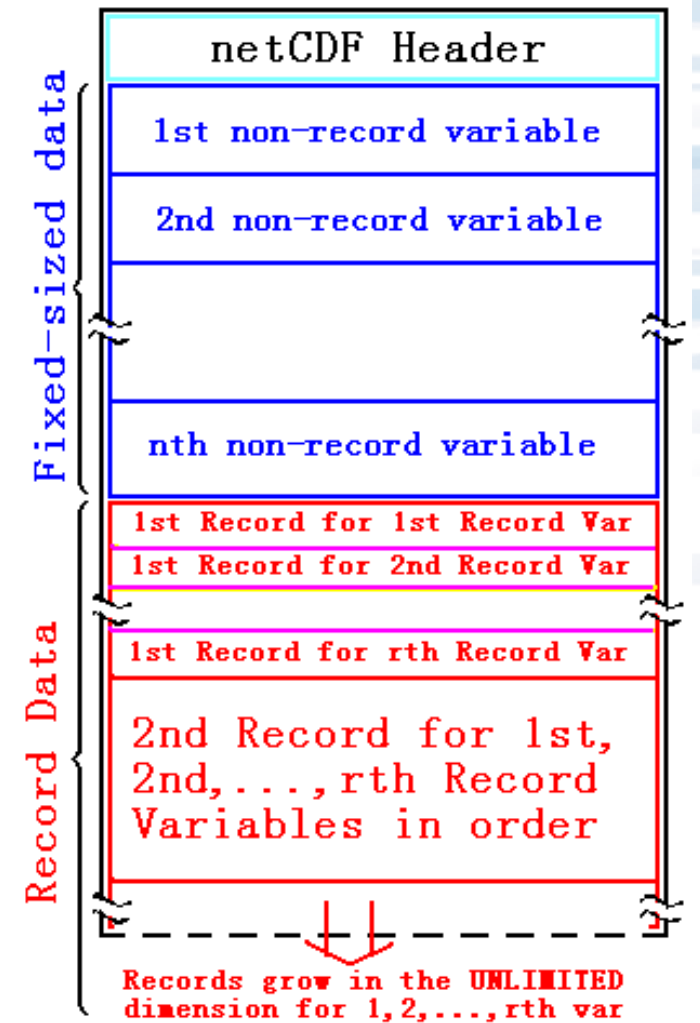 netCDF Header
Fixed-sized data
1st non-record variable
2nd non-record variable
nth non-record variable
Record Data
1st Record for 1st Record Var
1st Record for 2nd Record Var
1st Record for rth Record Var
2nd Record for 1st,
2nd,...,rth Record
Variables in order
Records grow in the UNLIMITED
dimension for 1,2,...,rth var